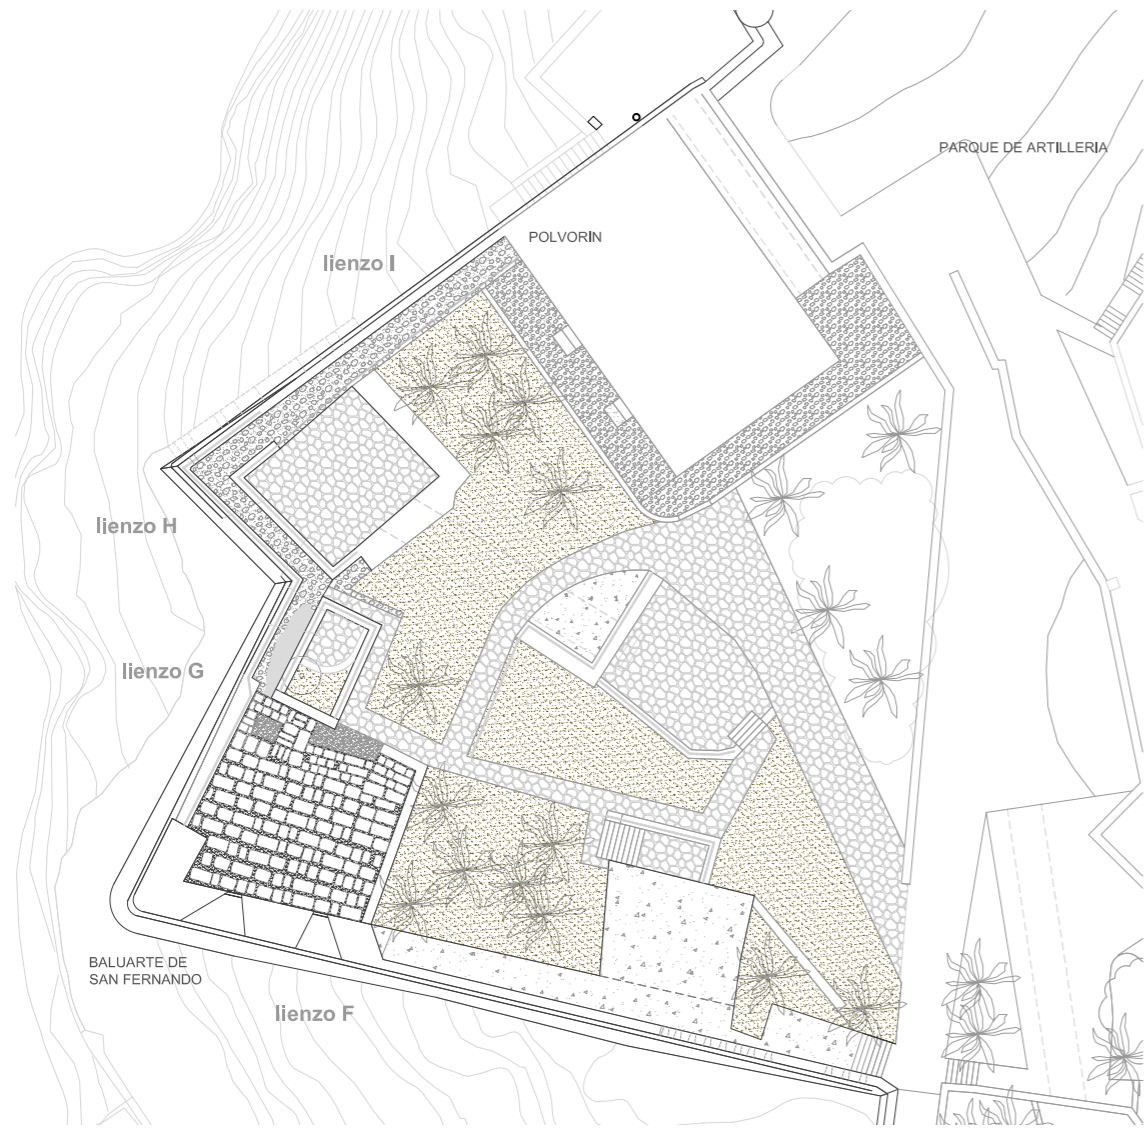 PARQUE DE ARTILLERIA
POLVORIN
lienzo I
lienzo H
lienzo G
BALUARTE DE
SAN FERNANDO
lienzo F